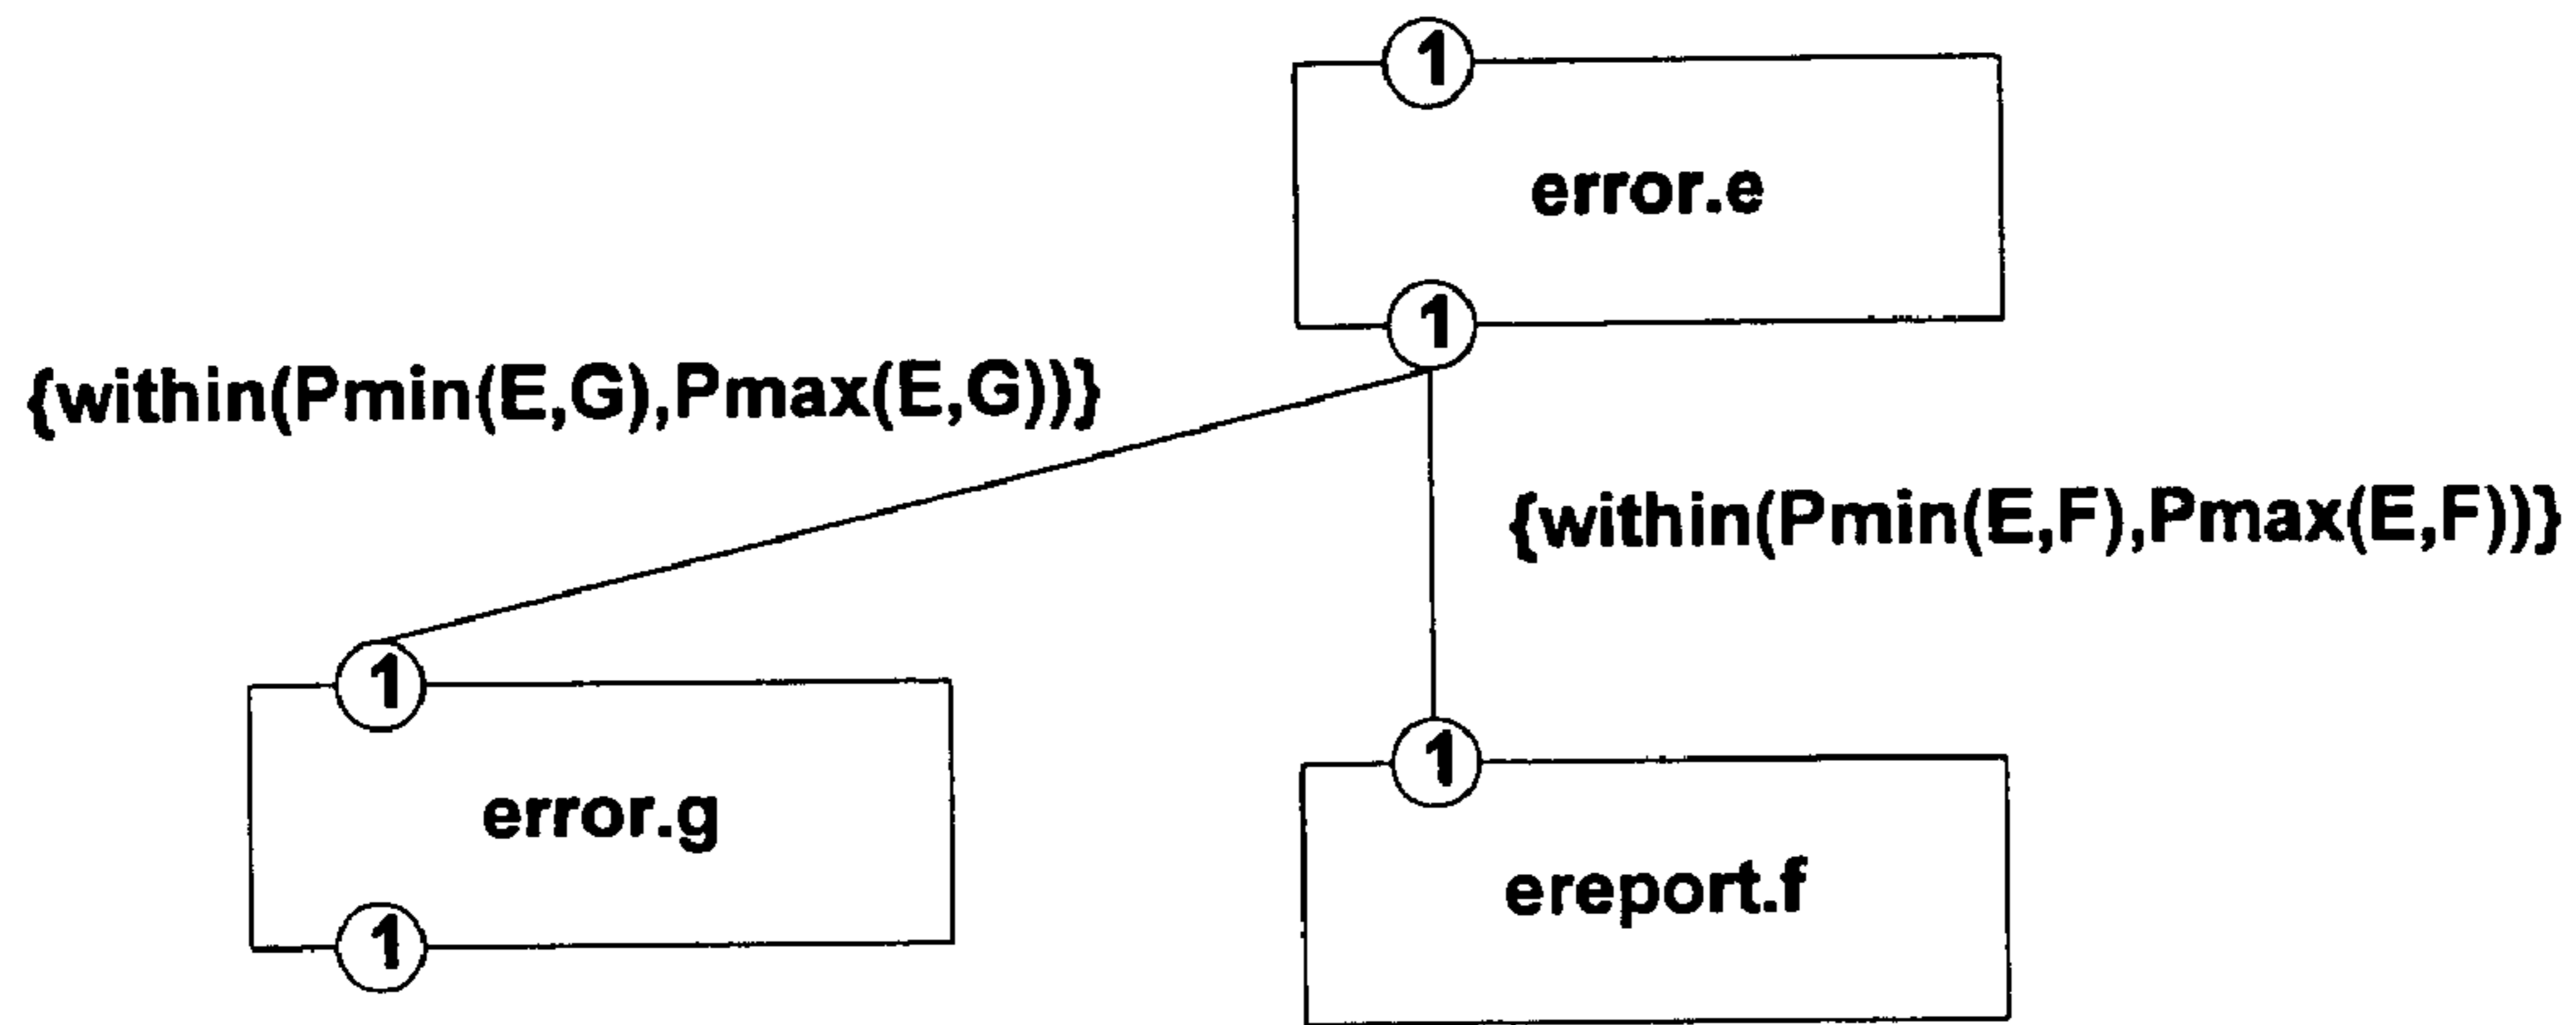 1
error.e
1
{within(Pmin(E,G),Pmax(E,G))}
{within(Pmin(E,F),Pmax(E,F))}
1
1
error.g
ereport.f
1